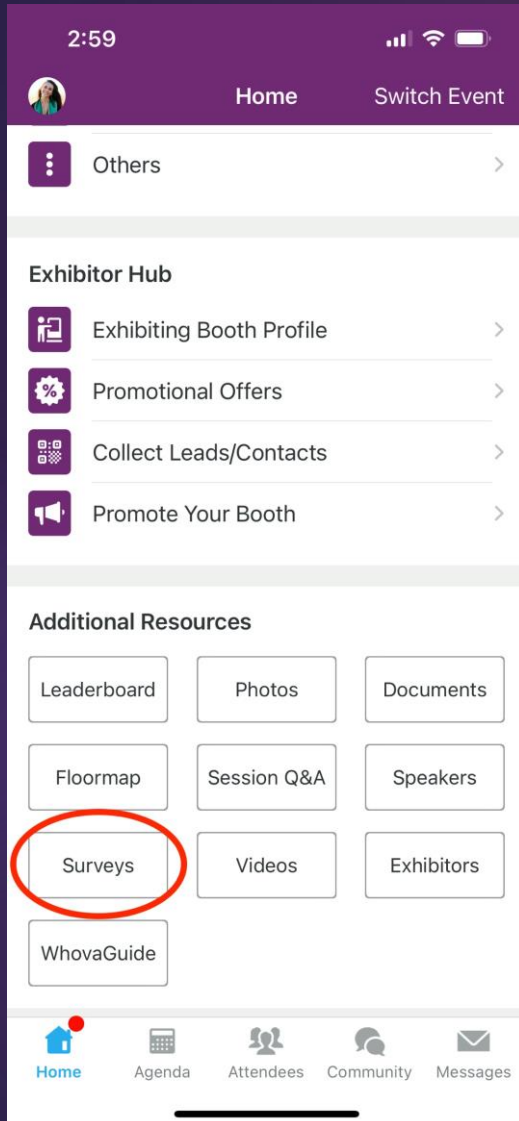 2:59
Home Switch Event
Others
Exhibitor Hub
Exhibiting Booth Profile
% Promotional Offers
Collect Leads/Contacts
Promote Your Booth
Additional Resources
Leaderboard Photos Documents
Floormap Session Q&A Speakers
Surveys Videos Exhibitors
WhovaGuide
Home Agenda Attendees Community Messages